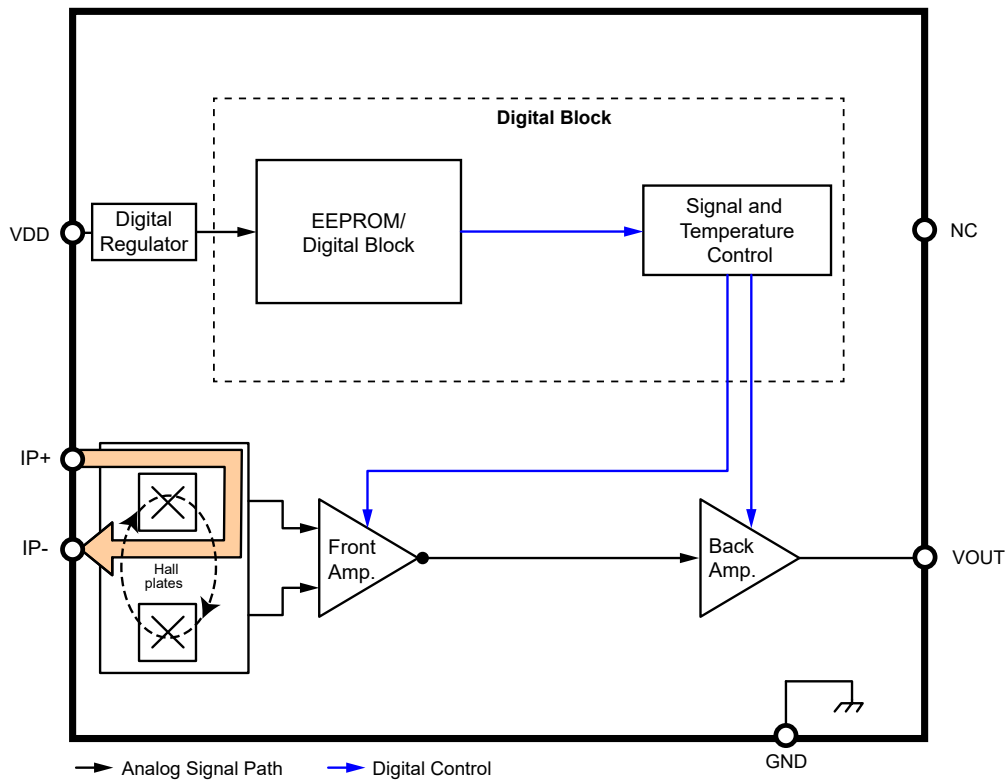 Digital Block
VDD
Digital
Regulator
EEPROM/
Digital Block
Signal and
Temperature
Control
NC
IP+
IP-
Hall
plates
Front
Amp.
Back
Amp.
VOUT
GND
Analog Signal Path
Digital Control